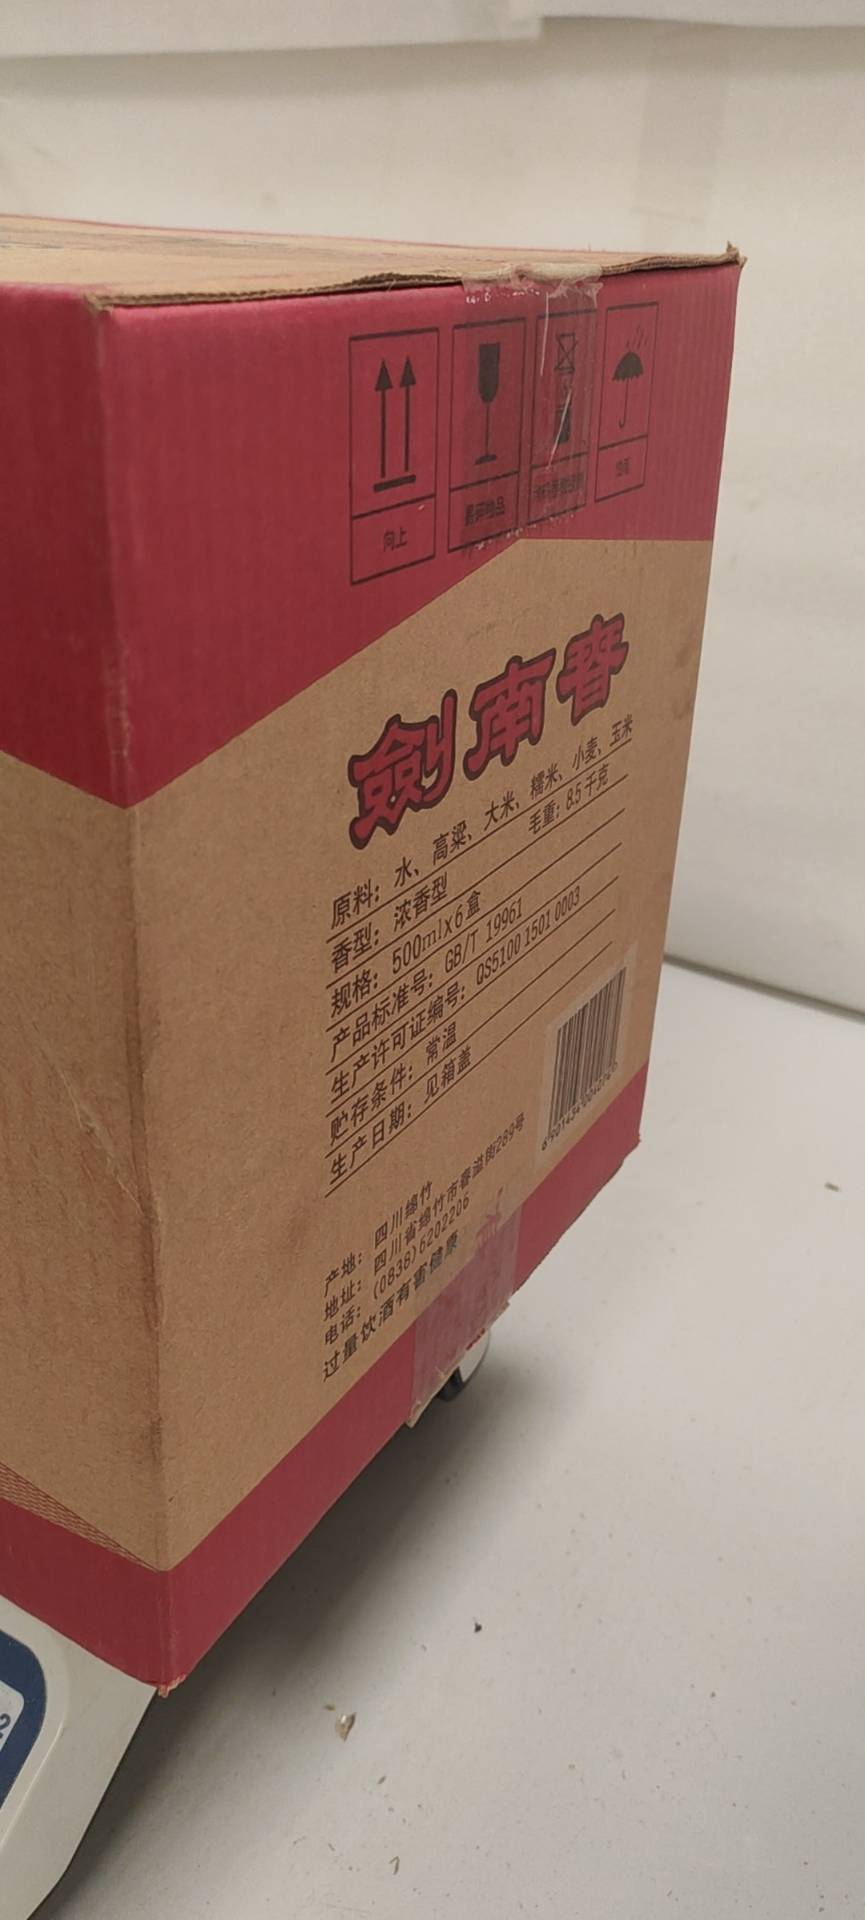 向上
易碎物品
怕雨
劍南春
原料：水、高粱、大米、糯米、小麦、玉米
香型：浓香型 毛重：8.5千克
规格：500ml×6盒
产品标准号：GB/T 19961
生产许可证编号：QS5100 1501 0003
贮存条件：常温
生产日期：见箱盖
产地：四川绵竹
地址：四川省绵竹市春溢街289号
电话：(0838)6202206
过量饮酒有害健康
2